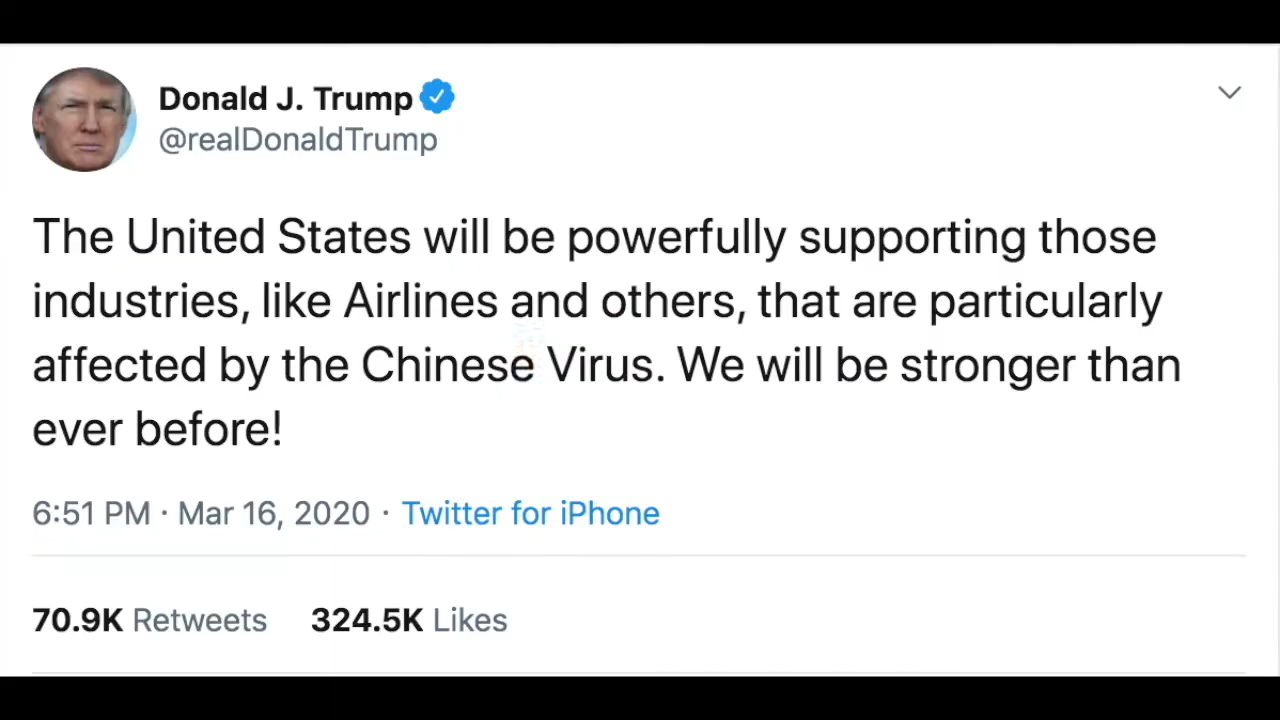 Donald J. Trump
@realDonaldTrump
The United States will be powerfully supporting those
industries, like Airlines and others, that are particularly
affected by the Chinese Virus. We will be stronger than
ever before!
6:51 PM · Mar 16, 2020 · Twitter for iPhone
70.9K Retweets 324.5K Likes